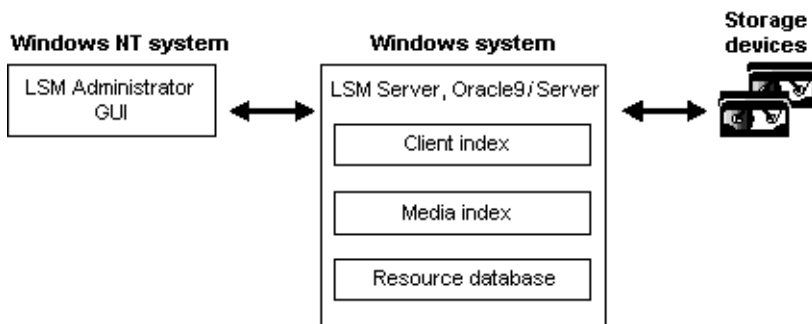 Storage
devices
Windows NT system
Windows system
LSM Administrator
GUI
LSM Server, Oracle9i Server
Client index
Media index
Resource database